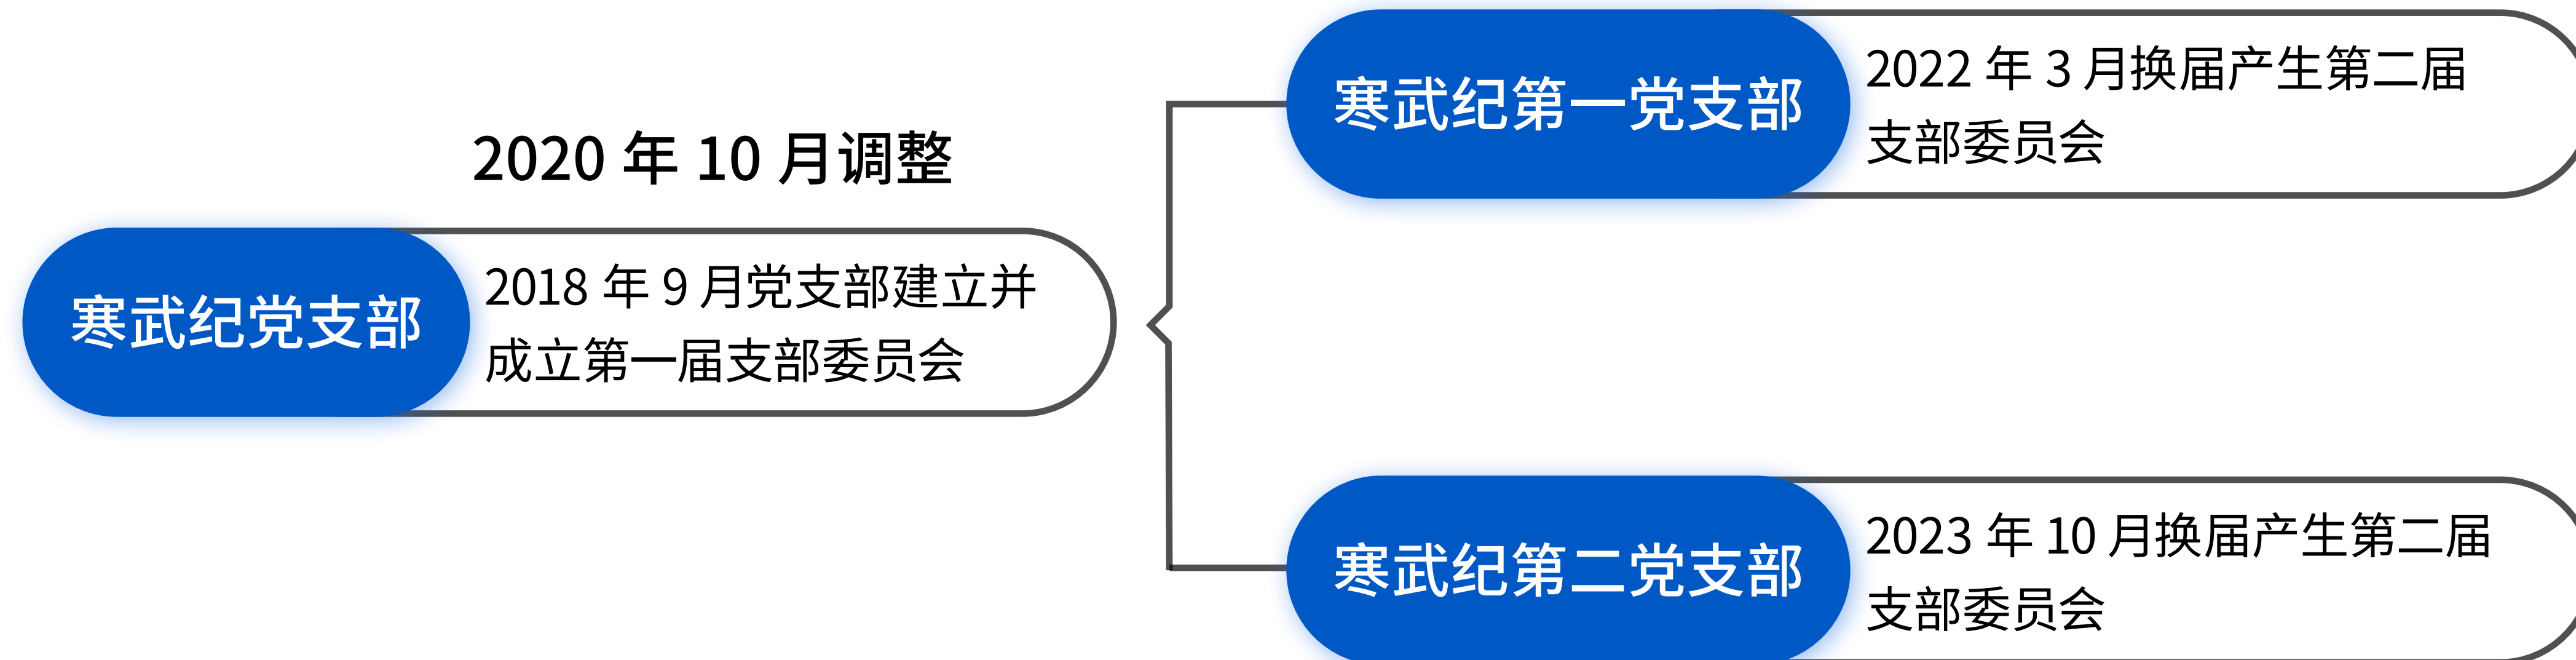 2020 年 10 月调整
寒武纪党支部
2018 年 9 月党支部建立并
成立第一届支部委员会
寒武纪第一党支部
2022 年 3 月换届产生第二届
支部委员会
寒武纪第二党支部
2023 年 10 月换届产生第二届
支部委员会